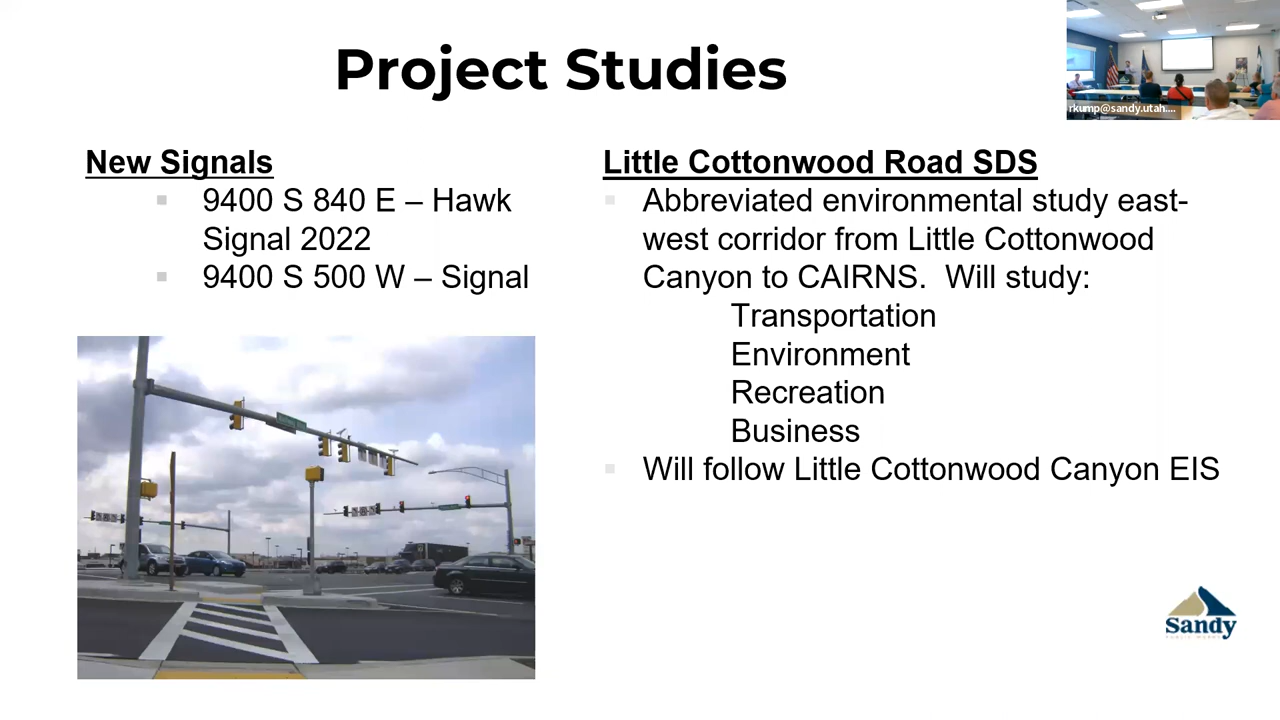 Project Studies
rkump@sandy.utah....
New Signals
9400 S 840 E – Hawk
Signal 2022
9400 S 500 W – Signal
Little Cottonwood Road SDS
Abbreviated environmental study east-
west corridor from Little Cottonwood
Canyon to CAIRNS.  Will study:
Transportation
Environment
Recreation
Business
Will follow Little Cottonwood Canyon EIS
Sandy
PUBLIC WORKS